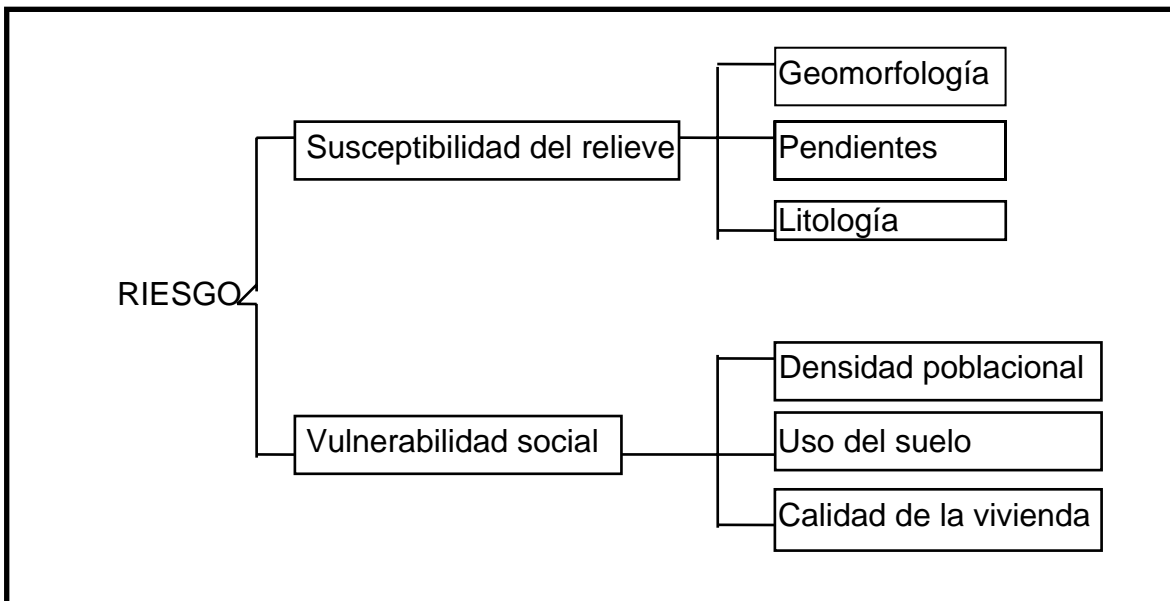 RIESGO
Susceptibilidad del relieve
Geomorfología
Pendientes
Litología
Vulnerabilidad social
Densidad poblacional
Uso del suelo
Calidad de la vivienda